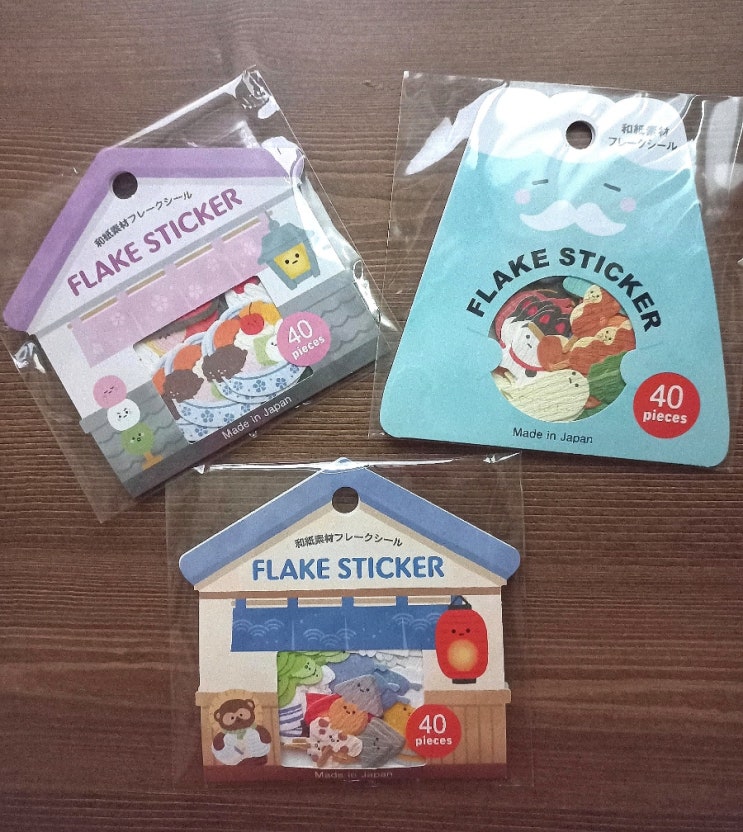 和紙素材フレークシール
FLAKE STICKER
40
pieces
Made in Japan
和紙素材
フレークシール
FLAKE STICKER
40
pieces
Made in Japan
和紙素材フレークシール
FLAKE STICKER
40
pieces
Made in Japan